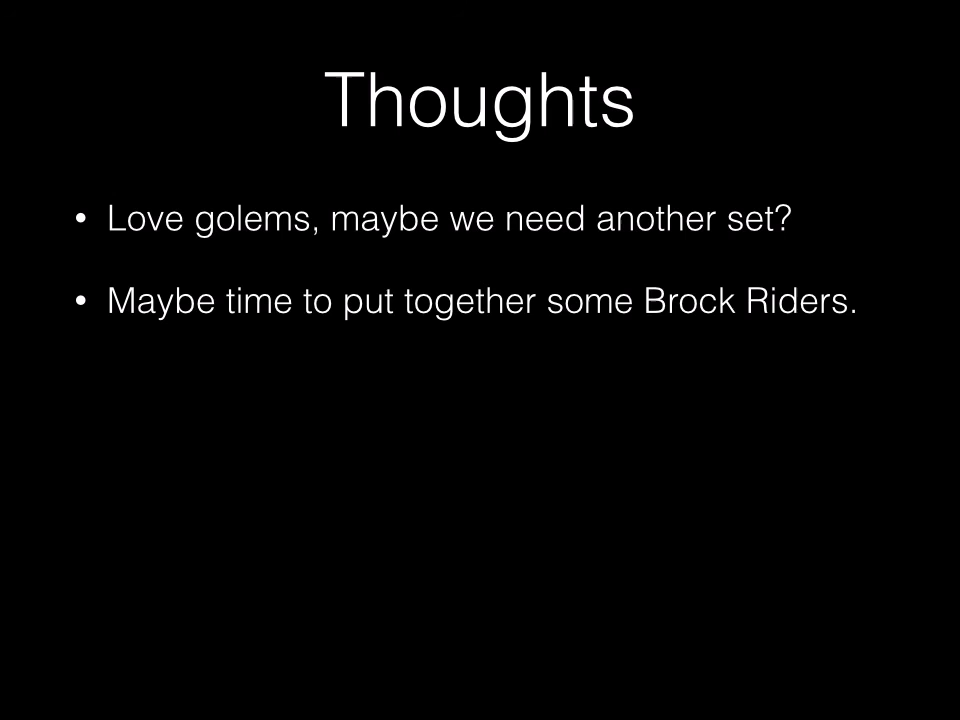 Thoughts
• Love golems, maybe we need another set?
• Maybe time to put together some Brock Riders.